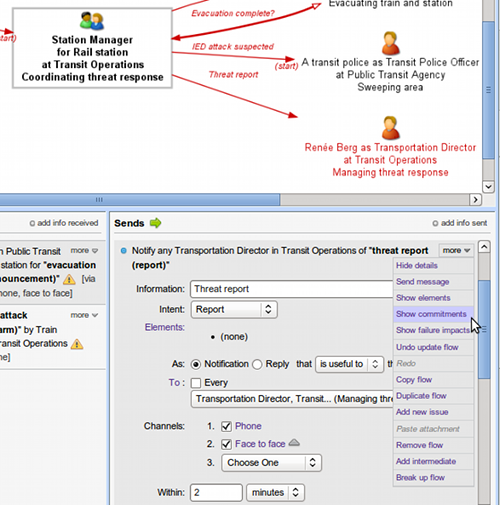 Evacuation complete?
Evacuating train and station
start)
Station Manager
for Rail station
at Transit Operations
Coordinating threat response
IED attack suspected
(start)
A transit police as Transit Police Officer
at Public Transit Agency
Sweeping area
Threat report
Renée Berg as Transportation Director
at Transit Operations
Managing threat response
add info received
Sends
add info sent
n Public Transit
more
station for "evacuation
nouncement)"
[via
none, face to face]
attack
more
arm)" by Train
ransit Operations
ne]
Notify any Transportation Director in Transit Operations of "threat report
(report)"
more
Hide details
Send message
Show elements
Show commitments
Show failure impacts
Undo update flow
Redo
Copy flow
Duplicate flow
Add new issue
Paste attachment
Remove flow
Add intermediate
Break up flow
Information:
Threat report
Intent:
Report
Elements:
• (none)
As:
Notification
Reply
that
is useful to
th
To :
Every
Transportation Director, Transit... (Managing thre
Channels:
1.
Phone
2.
Face to face
3.
Choose One
Within:
2
minutes